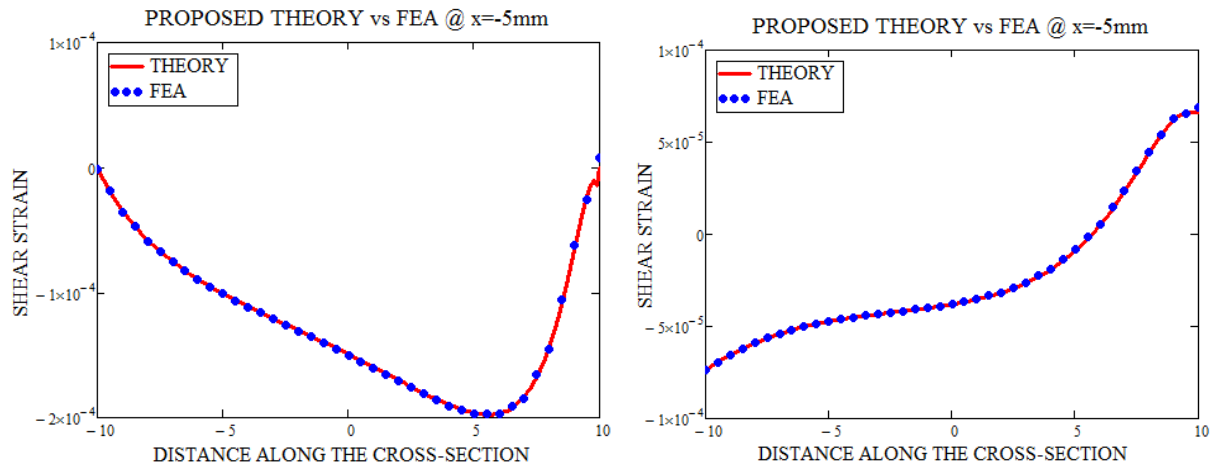 PROPOSED THEORY vs FEA @ x=-5mm
1×10⁻⁴
THEORY
FEA
0
SHEAR STRAIN
−1×10⁻⁴
−2×10⁻⁴
−10 −5 0 5 10
DISTANCE ALONG THE CROSS-SECTION
PROPOSED THEORY vs FEA @ x=-5mm
1×10⁻⁴
THEORY
FEA
5×10⁻⁵
0
SHEAR STRAIN
−5×10⁻⁵
−1×10⁻⁴
−10 −5 0 5 10
DISTANCE ALONG THE CROSS-SECTION